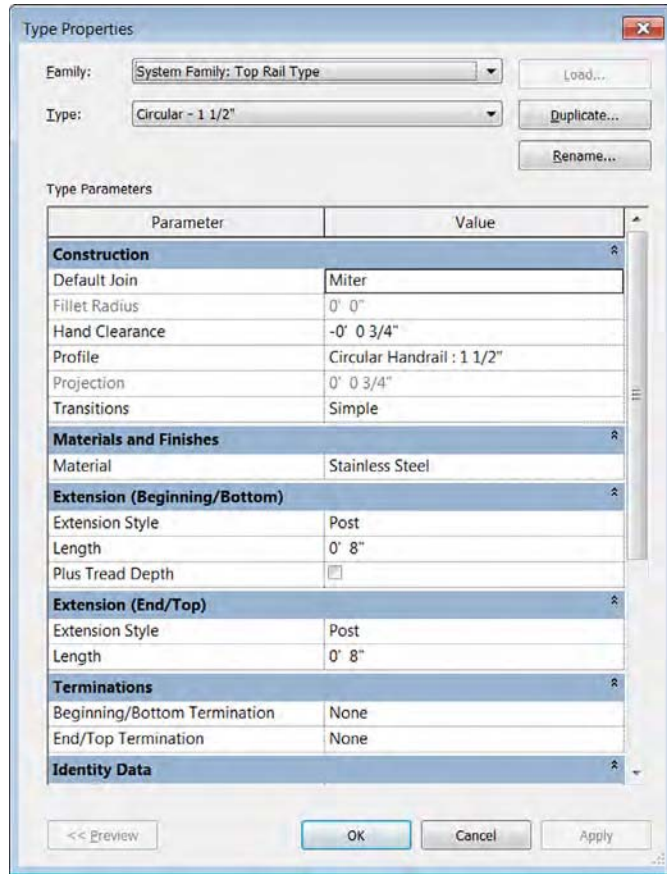 Type Properties
Family: System Family: Top Rail Type Load...
Type: Circular - 1 1/2" Duplicate...
Rename...
Type Parameters
Parameter Value
Construction
Default Join Miter
Fillet Radius 0' 0"
Hand Clearance -0' 0 3/4"
Profile Circular Handrail : 1 1/2"
Projection 0' 0 3/4"
Transitions Simple
Materials and Finishes
Material Stainless Steel
Extension (Beginning/Bottom)
Extension Style Post
Length 0' 8"
Plus Tread Depth
Extension (End/Top)
Extension Style Post
Length 0' 8"
Terminations
Beginning/Bottom Termination None
End/Top Termination None
Identity Data
<< Preview OK Cancel Apply